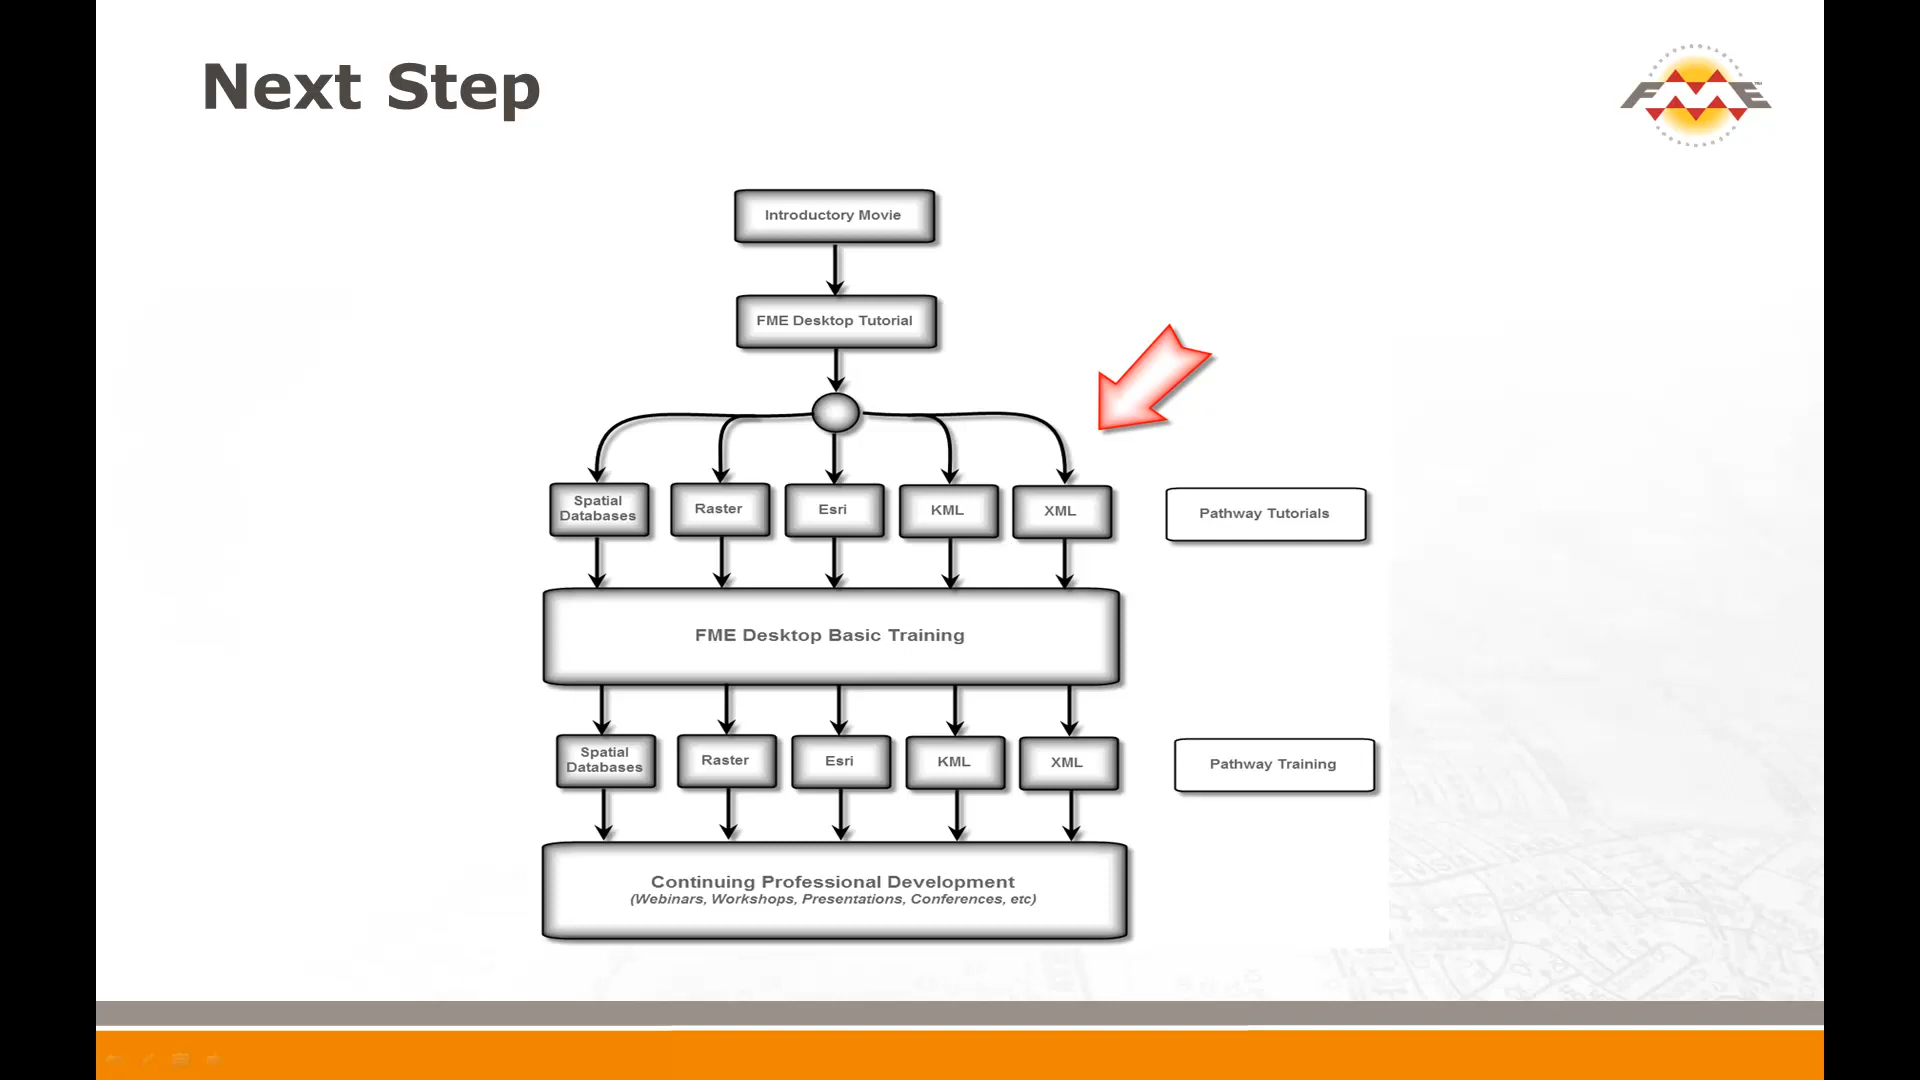 Next Step
FME
Introductory Movie
FME Desktop Tutorial
Spatial
Databases
Raster
Esri
KML
XML
Pathway Tutorials
FME Desktop Basic Training
Spatial
Databases
Raster
Esri
KML
XML
Pathway Training
Continuing Professional Development
(Webinars, Workshops, Presentations, Conferences, etc)